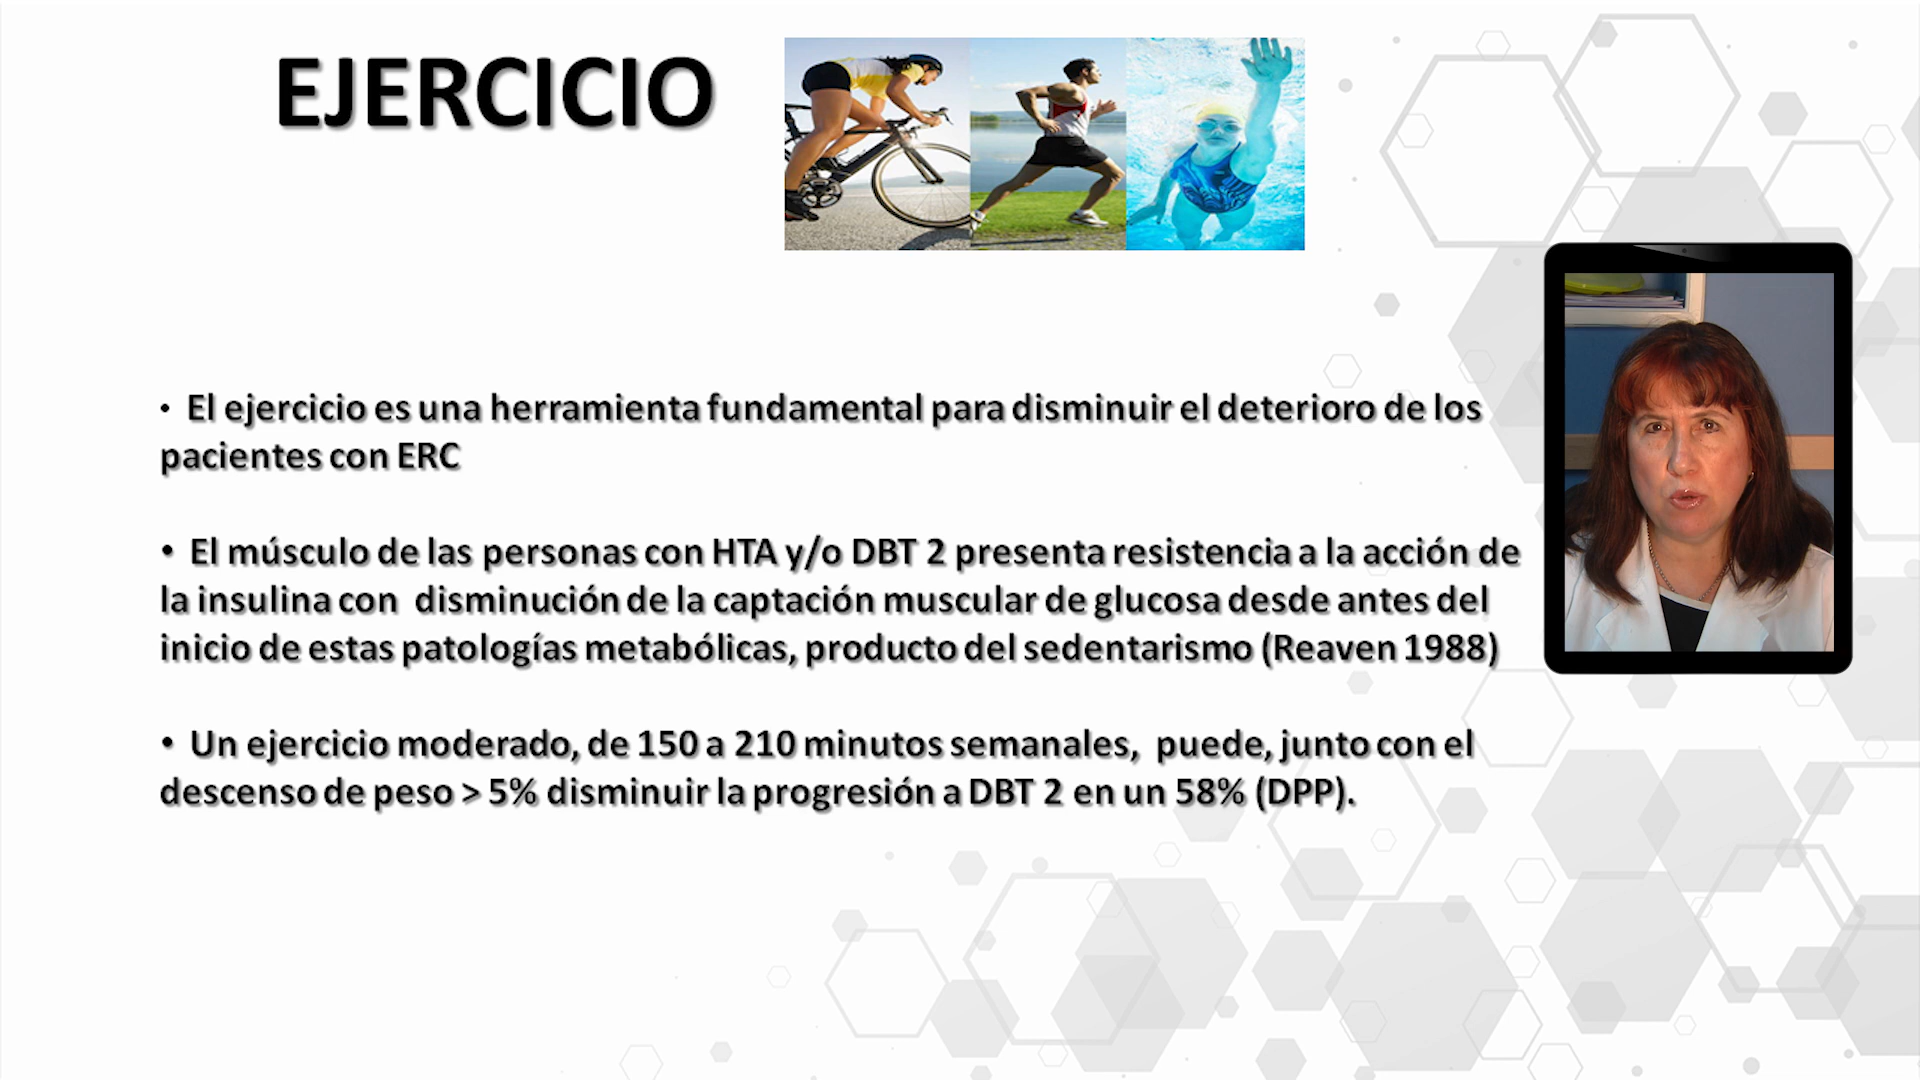 EJERCICIO
• El ejercicio es una herramienta fundamental para disminuir el deterioro de los
pacientes con ERC
• El músculo de las personas con HTA y/o DBT 2 presenta resistencia a la acción de
la insulina con disminución de la captación muscular de glucosa desde antes del
inicio de estas patologías metabólicas, producto del sedentarismo (Reaven 1988)
• Un ejercicio moderado, de 150 a 210 minutos semanales, puede, junto con el
descenso de peso > 5% disminuir la progresión a DBT 2 en un 58% (DPP).